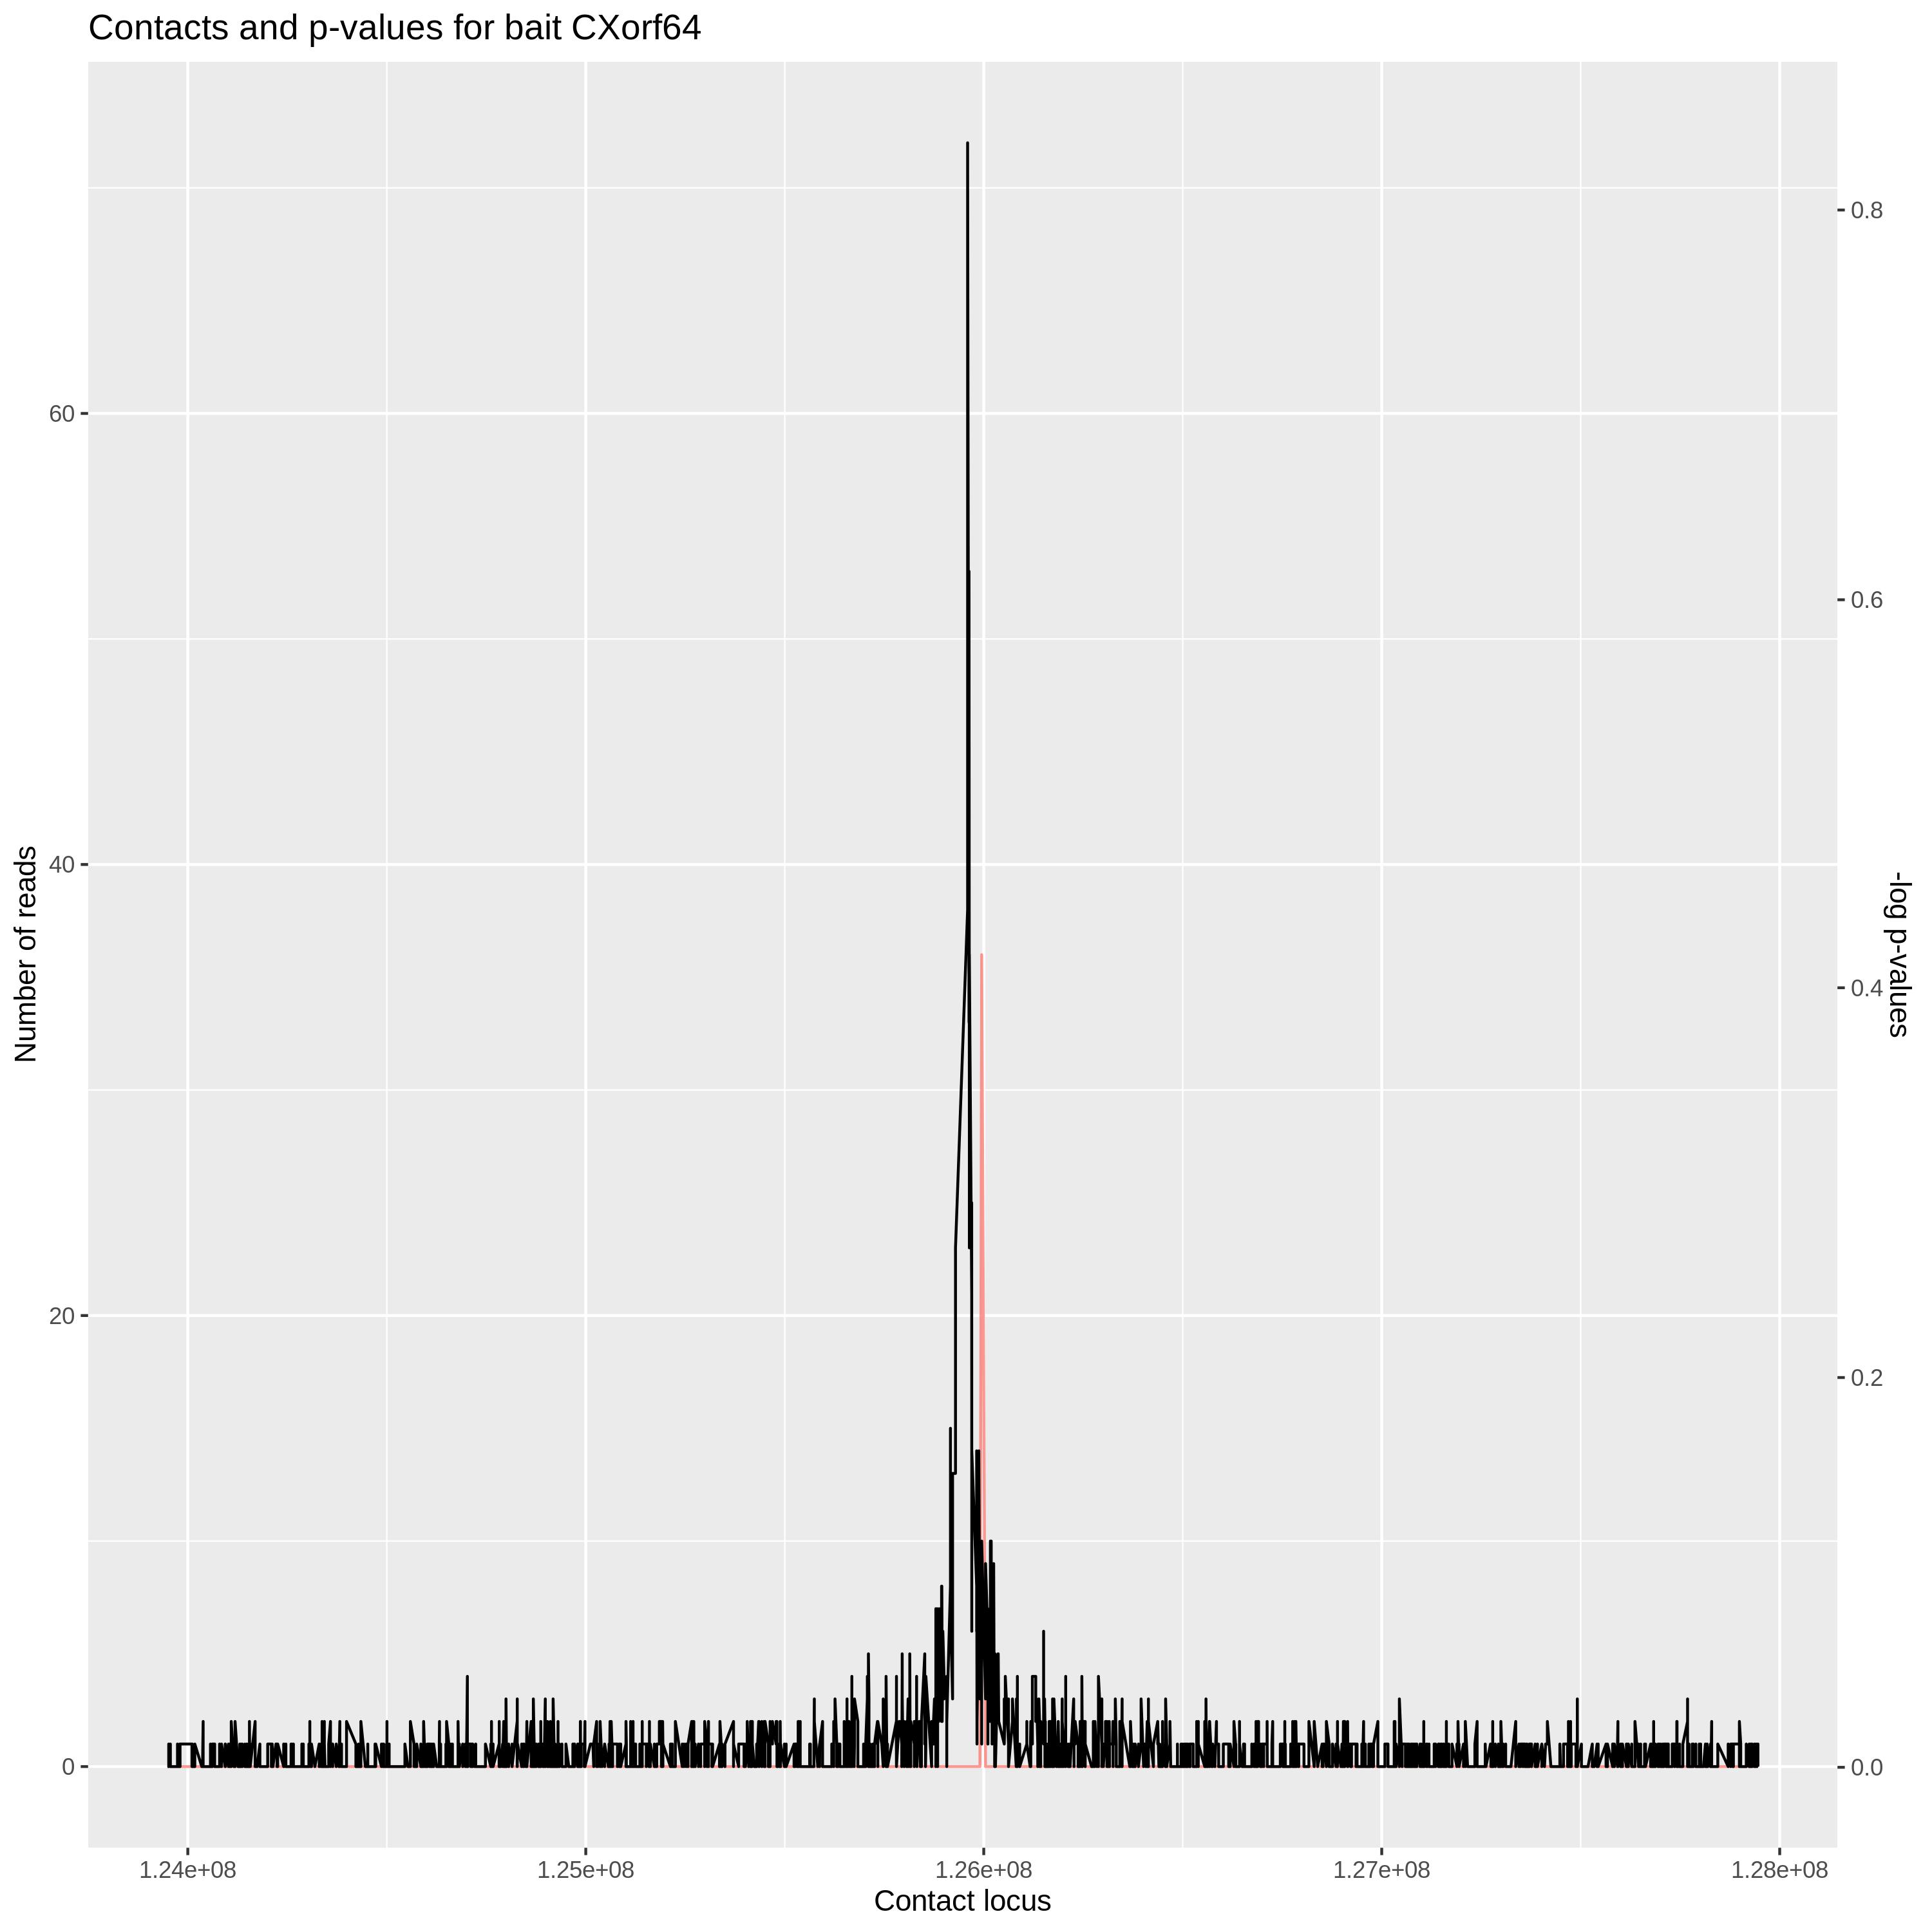 Contacts and p-values for bait CXorf64
60
40
20
0
Number of reads
0.8
0.6
0.4
0.2
0.0
-log p-values
1.24e+08 1.25e+08 1.26e+08 1.27e+08 1.28e+08
Contact locus